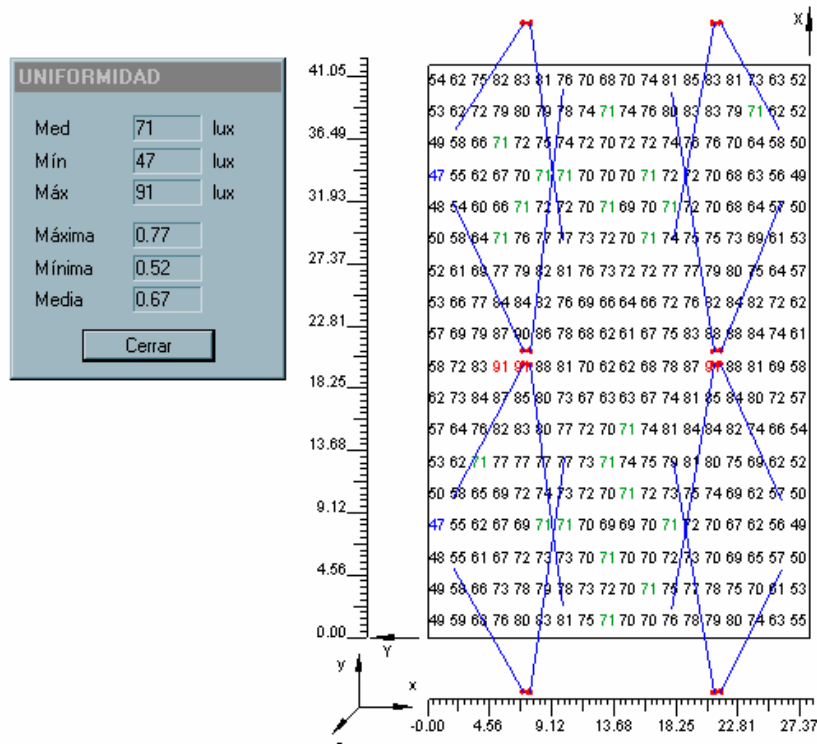 UNIFORMIDAD
Med 71 lux
Mín 47 lux
Máx 91 lux
Máxima 0.77
Mínima 0.52
Media 0.67
Cerrar
X
41.05
36.49
31.93
27.37
22.81
18.25
13.68
9.12
4.56
0.00
54 62 75 82 83 81 76 70 68 70 74 81 85 83 81 73 63 52
53 62 72 79 80 79 78 74 71 74 76 80 83 83 79 71 62 52
49 58 66 71 72 75 74 72 70 72 72 74 76 76 70 64 58 50
47 55 62 67 70 71 71 70 70 70 71 72 72 70 68 63 56 49
48 54 60 66 71 72 72 70 71 69 70 71 72 70 68 64 57 50
50 58 64 71 76 77 77 73 72 70 71 74 75 75 73 69 61 53
52 61 69 77 79 82 81 76 73 72 72 77 77 79 80 75 64 57
53 66 77 84 84 82 76 69 66 64 66 72 76 82 84 82 72 62
57 69 79 87 90 86 78 68 62 61 67 75 83 88 88 84 74 61
58 72 83 91 91 88 81 70 62 62 68 78 87 91 88 81 69 58
62 73 84 87 85 80 73 67 63 63 67 74 81 85 84 80 72 57
57 64 76 82 83 80 77 72 70 71 74 81 84 84 82 74 66 54
53 62 71 77 77 77 77 73 71 74 75 79 81 80 75 69 62 52
50 58 65 69 72 74 73 72 70 71 72 73 75 74 69 62 57 50
47 55 62 67 69 71 71 70 69 69 70 71 72 70 67 62 56 49
48 55 61 67 72 73 73 70 71 70 70 72 73 70 69 65 57 50
49 58 66 73 78 79 78 73 72 70 71 75 77 78 75 70 61 53
49 59 68 76 80 83 81 75 71 70 70 76 78 79 80 74 63 55
Y
y
x
-0.00 4.56 9.12 13.68 18.25 22.81 27.37